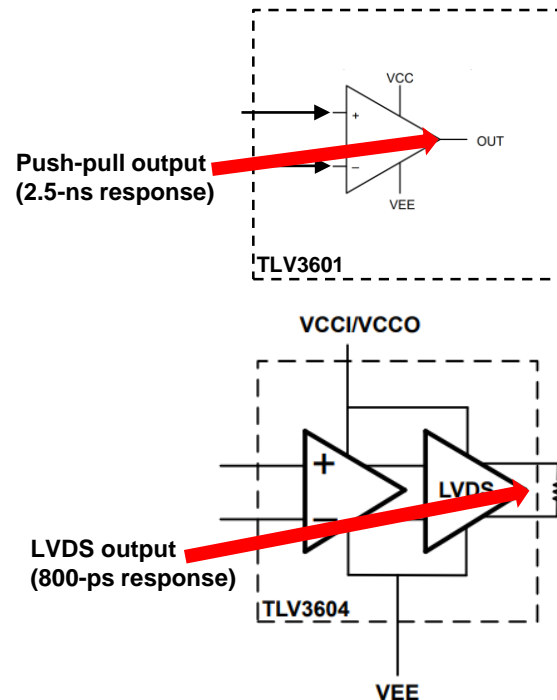 VCC
+
OUT
Push-pull output
(2.5-ns response)
−
VEE
TLV3601
VCCI/VCCO
+
LVDS
−
LVDS output
(800-ps response)
TLV3604
VEE